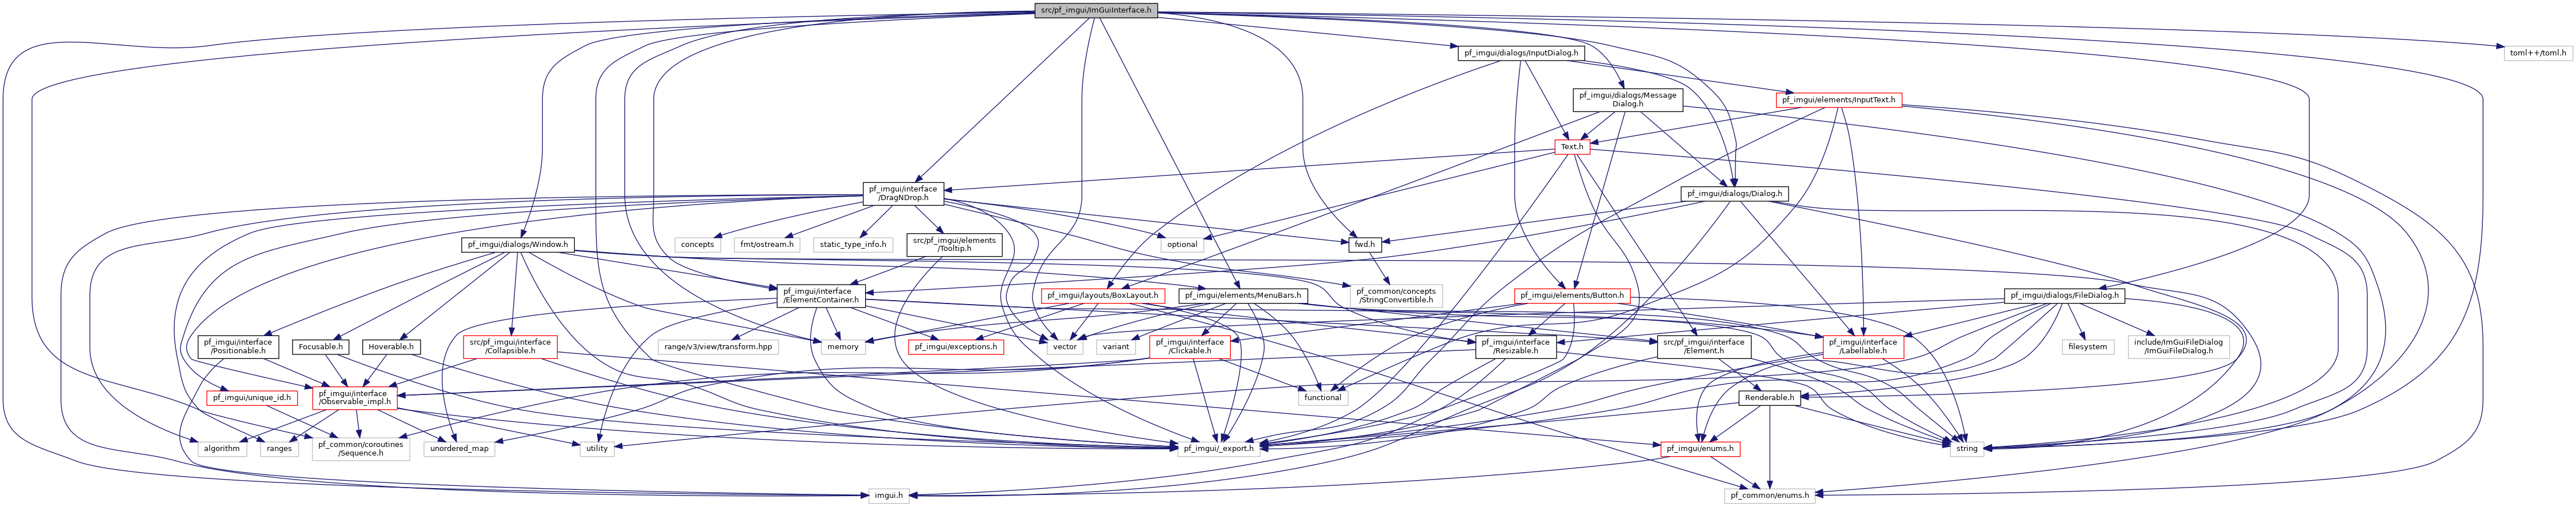 src/pf_imgui/ImGuiInterface.h
pf_imgui/dialogs/InputDialog.h
toml++/toml.h
pf_imgui/dialogs/Message
Dialog.h
pf_imgui/elements/InputText.h
Text.h
pf_imgui/interface
/DragNDrop.h
pf_imgui/dialogs/Dialog.h
pf_imgui/dialogs/Window.h
concepts
fmt/ostream.h
static_type_info.h
src/pf_imgui/elements
/Tooltip.h
optional
fwd.h
pf_imgui/interface
/ElementContainer.h
pf_imgui/layouts/BoxLayout.h
pf_imgui/elements/MenuBars.h
pf_common/concepts
/StringConvertible.h
pf_imgui/elements/Button.h
pf_imgui/dialogs/FileDialog.h
pf_imgui/interface
/Positionable.h
Focusable.h
Hoverable.h
src/pf_imgui/interface
/Collapsible.h
range/v3/view/transform.hpp
memory
pf_imgui/exceptions.h
vector
variant
pf_imgui/interface
/Clickable.h
pf_imgui/interface
/Resizable.h
src/pf_imgui/interface
/Element.h
pf_imgui/interface
/Labellable.h
filesystem
include/ImGuiFileDialog
/ImGuiFileDialog.h
pf_imgui/unique_id.h
pf_imgui/interface
/Observable_impl.h
functional
Renderable.h
algorithm
ranges
pf_common/coroutines
/Sequence.h
unordered_map
utility
pf_imgui/_export.h
pf_imgui/enums.h
string
imgui.h
pf_common/enums.h